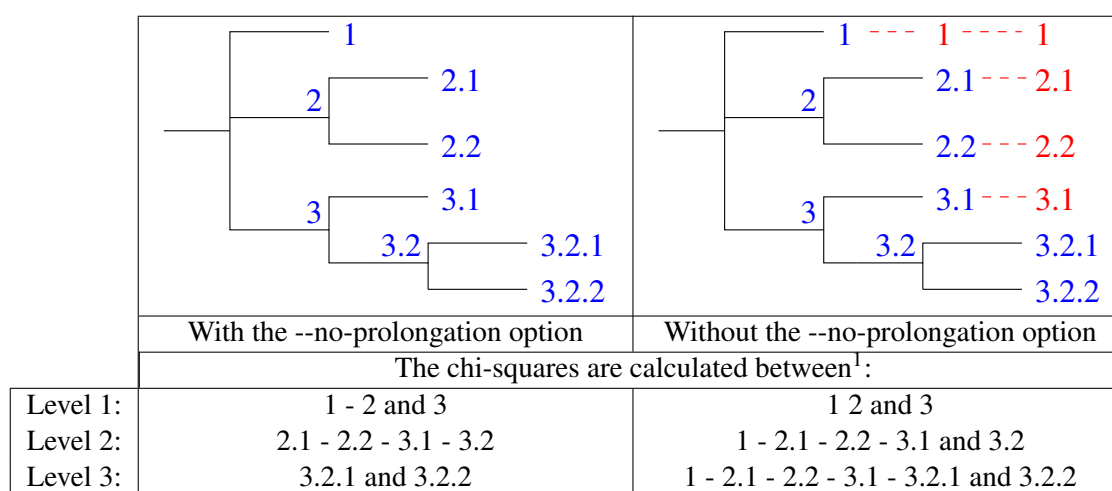 1
2.1
2
2.2
3.1
3
3.2
3.2.1
3.2.2
1 1 1
2.1 2.1
2
2.2 2.2
3.1 3.1
3
3.2
3.2.1
3.2.2
With the --no-prolongation option
Without the --no-prolongation option
The chi-squares are calculated between1:
Level 1: 1 - 2 and 3 1 2 and 3
Level 2: 2.1 - 2.2 - 3.1 - 3.2 1 - 2.1 - 2.2 - 3.1 and 3.2
Level 3: 3.2.1 and 3.2.2 1 - 2.1 - 2.2 - 3.1 - 3.2.1 and 3.2.2